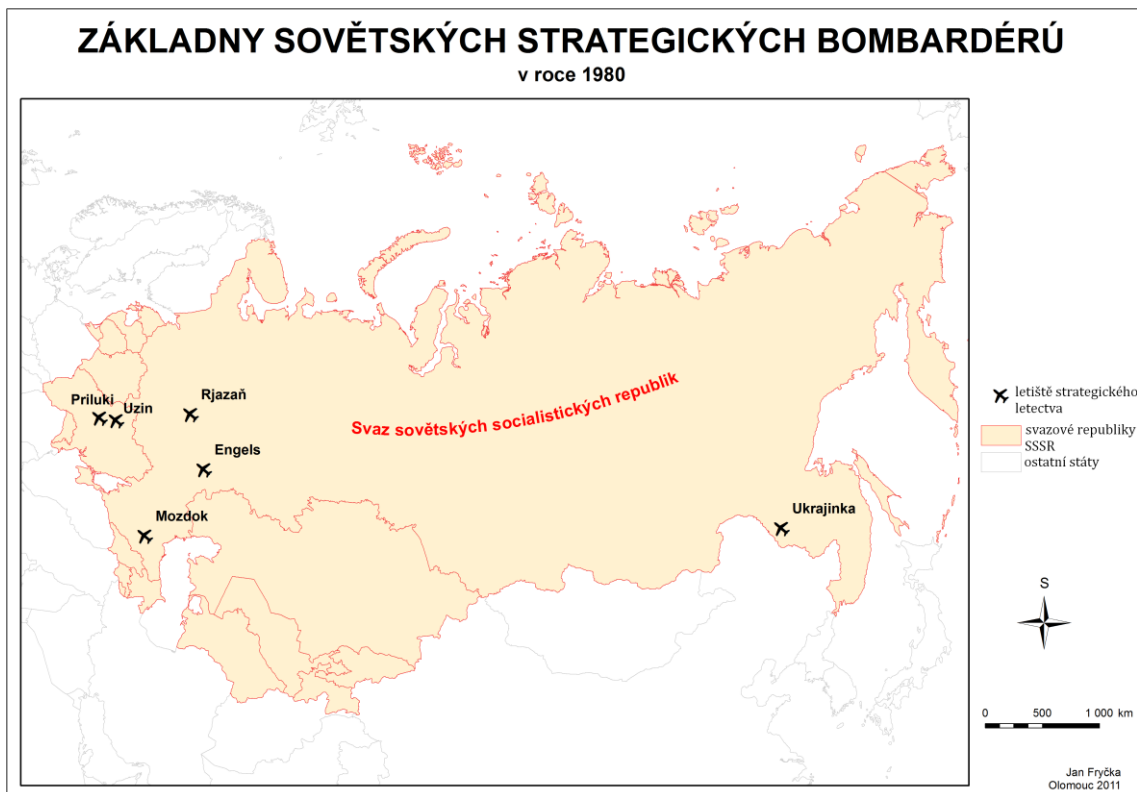 ZÁKLADNY SOVĚTSKÝCH STRATEGICKÝCH BOMBARDÉRŮ
v roce 1980
Priluki
Uzin
Rjazaň
Engels
Mozdok
Svaz sovětských socialistických republik
Ukrajinka
letiště strategického
letectva
svazové republiky
SSSR
ostatní státy
S
0 500 1 000 km
Jan Fryčka
Olomouc 2011